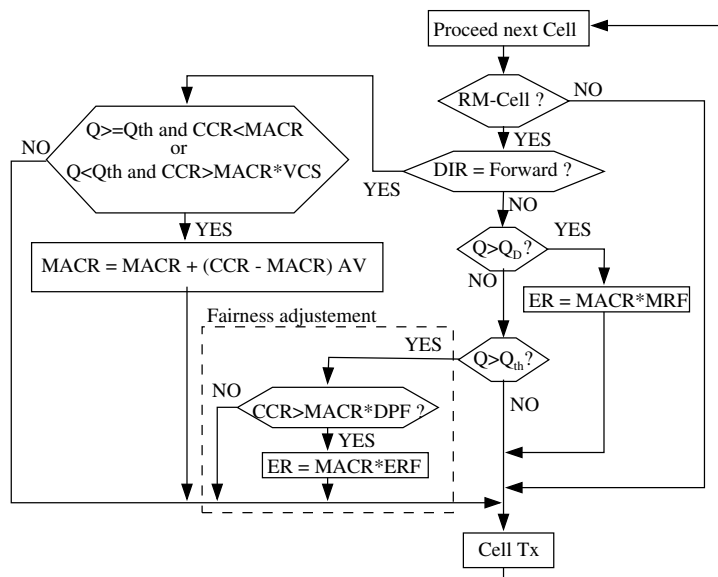 Proceed next Cell
RM-Cell ?
NO
YES
Q>=Qth and CCR<MACR
or
Q<Qth and CCR>MACR*VCS
NO
DIR = Forward ?
YES
NO
YES
YES
MACR = MACR + (CCR - MACR) AV
Q>Q_D?
NO
ER = MACR*MRF
Fairness adjustement
YES
Q>Q_th?
NO
NO
CCR>MACR*DPF ?
YES
ER = MACR*ERF
Cell Tx